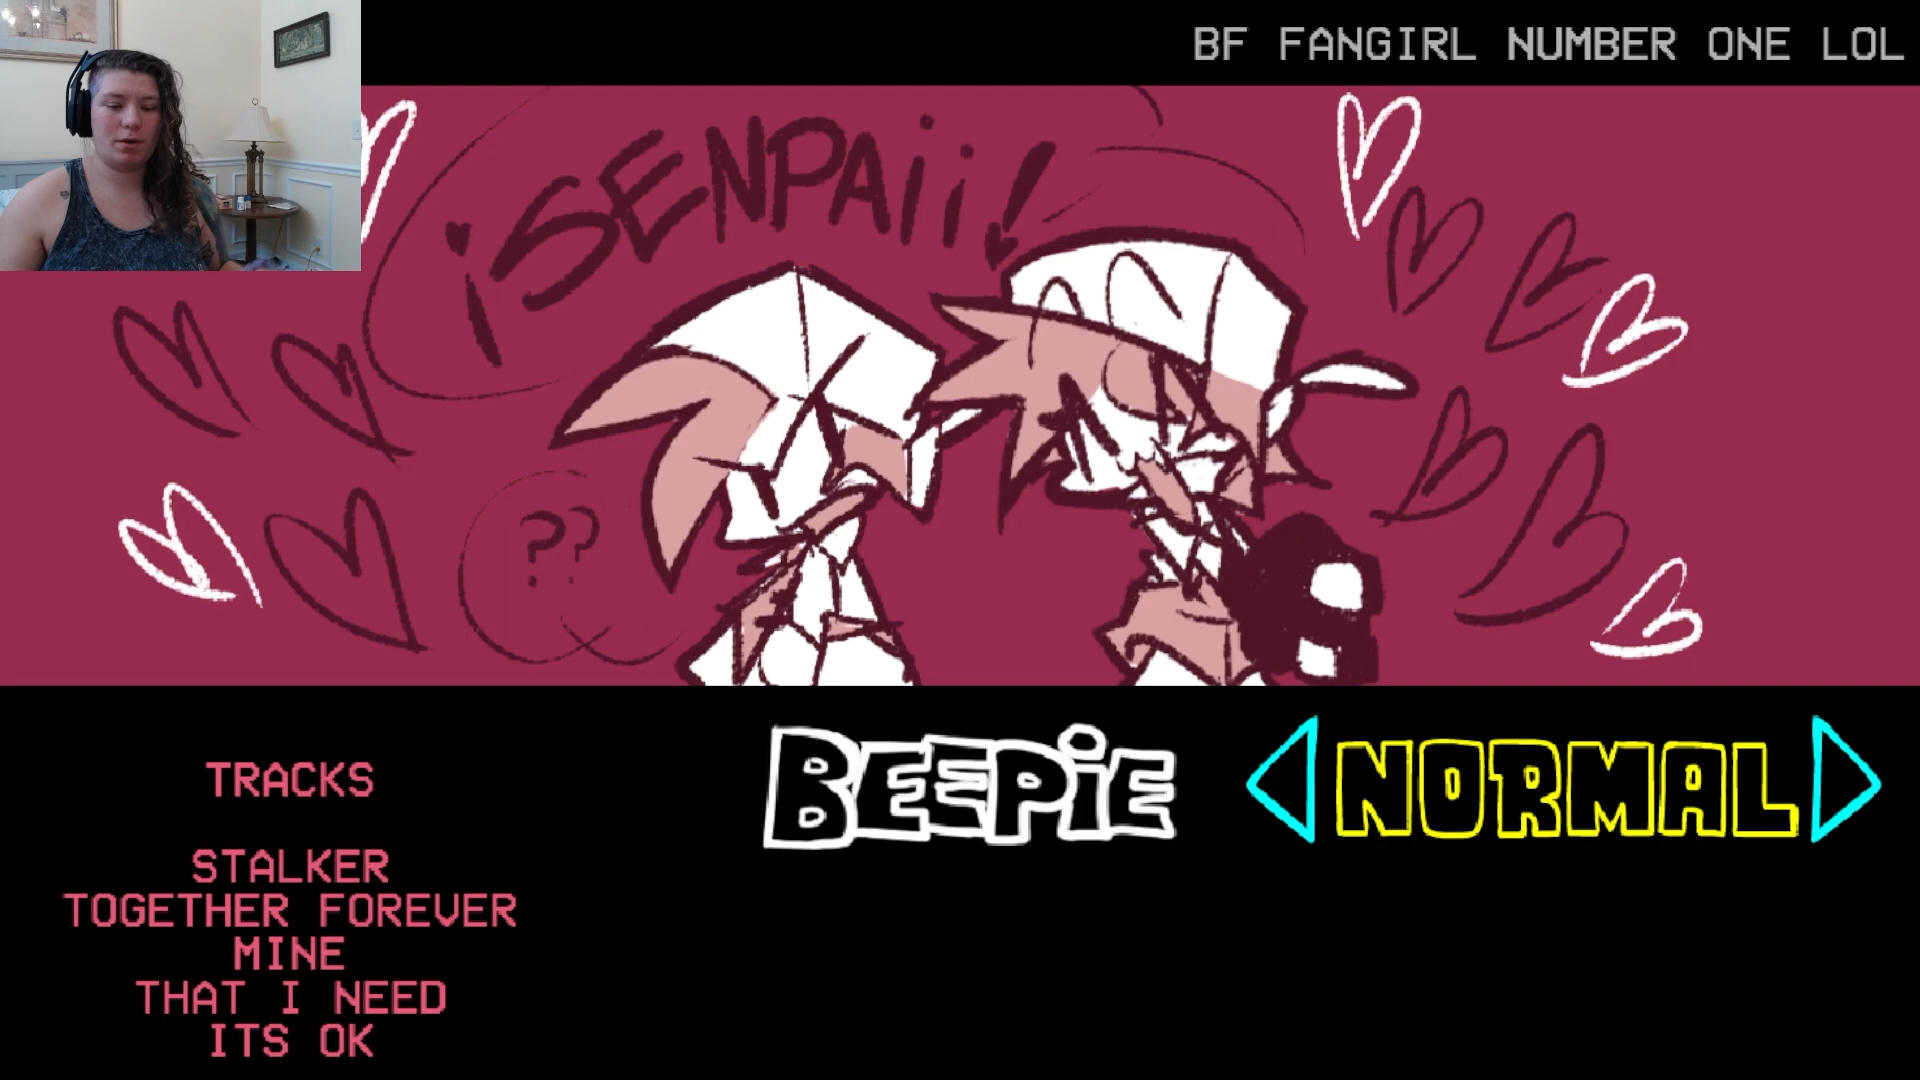 BF FANGIRL NUMBER ONE LOL
¡SENPAii!
??
BEEPiE
NORMAL
TRACKS
STALKER
TOGETHER FOREVER
MINE
THAT I NEED
ITS OK